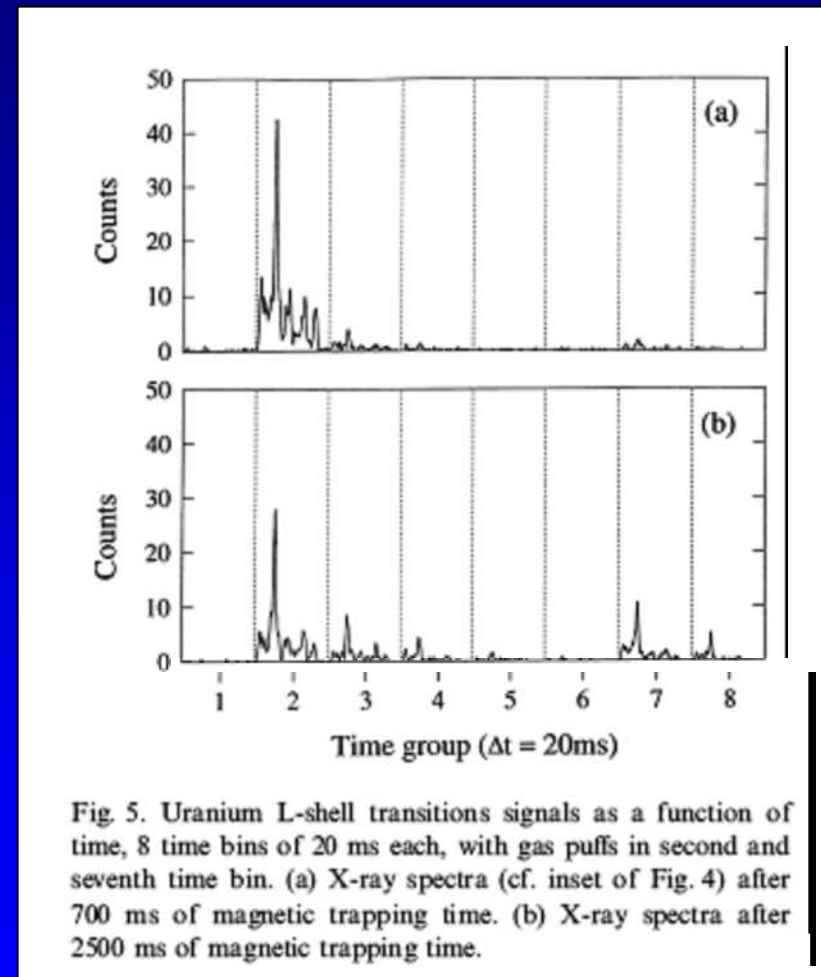 50
(a)
40
Counts
30
20
10
0
50
(b)
40
Counts
30
20
10
0
1 2 3 4 5 6 7 8
Time group (Δt = 20ms)
Fig. 5. Uranium L-shell transitions signals as a function of
time, 8 time bins of 20 ms each, with gas puffs in second and
seventh time bin. (a) X-ray spectra (cf. inset of Fig. 4) after
700 ms of magnetic trapping time. (b) X-ray spectra after
2500 ms of magnetic trapping time.